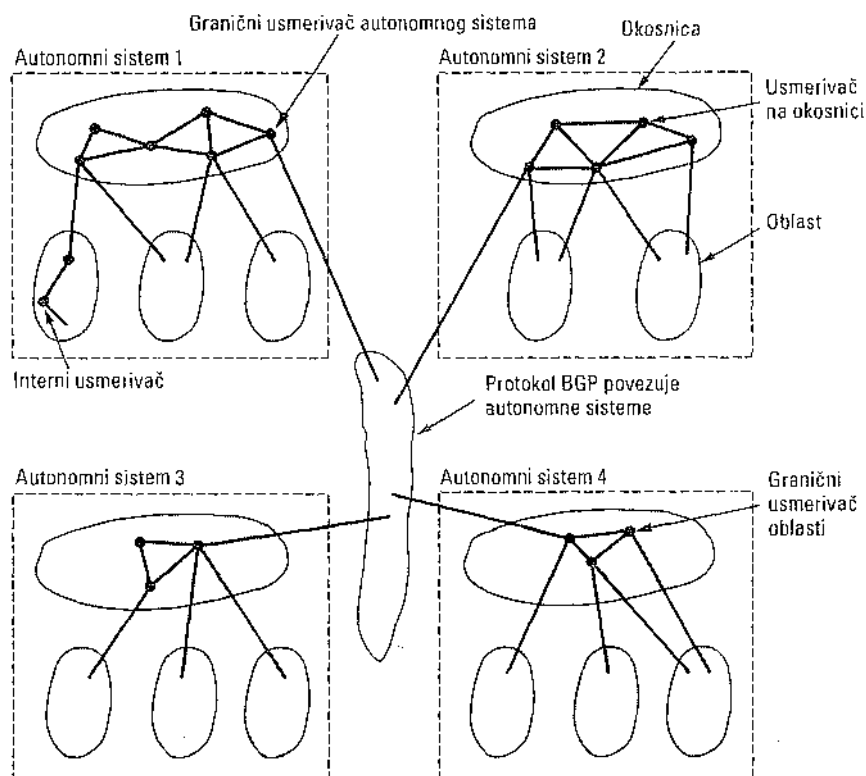 Granični usmerivač autonomnog sistema
Okosnica
Autonomni sistem 1
Autonomni sistem 2
Usmerivač
na okosnici
Oblast
Interni usmerivač
Protokol BGP povezuje
autonomne sisteme
Autonomni sistem 3
Autonomni sistem 4
Granični
usmerivač
oblasti